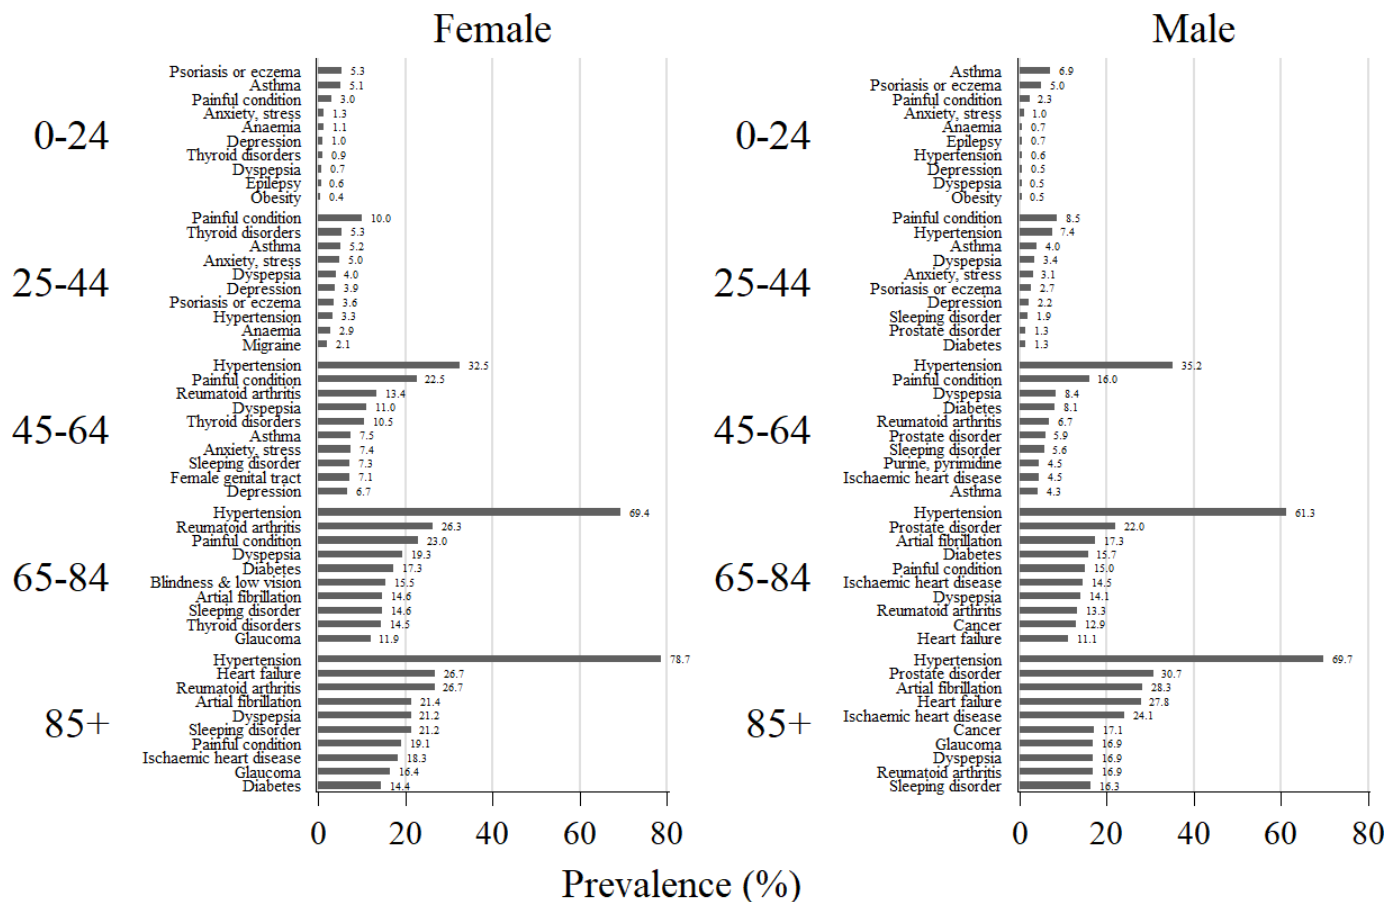 Female
0-24
Psoriasis or eczema 5.3
Asthma 5.1
Painful condition 3.0
Anxiety, stress 1.3
Anaemia 1.1
Depression 1.0
Thyroid disorders 0.9
Dyspepsia 0.7
Epilepsy 0.6
Obesity 0.4
25-44
Painful condition 10.0
Thyroid disorders 5.3
Asthma 5.2
Anxiety, stress 5.0
Dyspepsia 4.0
Depression 3.9
Psoriasis or eczema 3.6
Hypertension 3.3
Anaemia 2.9
Migraine 2.1
45-64
Hypertension 32.5
Painful condition 22.5
Reumatoid arthritis 13.4
Dyspepsia 11.0
Thyroid disorders 10.5
Asthma 7.5
Anxiety, stress 7.4
Sleeping disorder 7.3
Female genital tract 7.1
Depression 6.7
65-84
Hypertension 69.4
Reumatoid arthritis 26.3
Painful condition 23.0
Dyspepsia 19.3
Diabetes 17.3
Blindness & low vision 15.5
Artial fibrillation 14.6
Sleeping disorder 14.6
Thyroid disorders 14.5
Glaucoma 11.9
85+
Hypertension 78.7
Heart failure 26.7
Reumatoid arthritis 26.7
Artial fibrillation 21.4
Dyspepsia 21.2
Sleeping disorder 21.2
Painful condition 19.1
Ischaemic heart disease 18.3
Glaucoma 16.4
Diabetes 14.4
0 20 40 60 80
Male
0-24
Asthma 6.9
Psoriasis or eczema 5.0
Painful condition 2.3
Anxiety, stress 1.0
Anaemia 0.7
Epilepsy 0.7
Hypertension 0.6
Depression 0.5
Dyspepsia 0.5
Obesity 0.5
25-44
Painful condition 8.5
Hypertension 7.4
Asthma 4.0
Dyspepsia 3.4
Anxiety, stress 3.1
Psoriasis or eczema 2.7
Depression 2.2
Sleeping disorder 1.9
Prostate disorder 1.3
Diabetes 1.3
45-64
Hypertension 35.2
Painful condition 16.0
Dyspepsia 8.4
Diabetes 8.1
Reumatoid arthritis 6.7
Prostate disorder 5.9
Sleeping disorder 5.6
Purine, pyrimidine 4.5
Ischaemic heart disease 4.5
Asthma 4.3
65-84
Hypertension 61.3
Prostate disorder 22.0
Artial fibrillation 17.3
Diabetes 15.7
Painful condition 15.0
Ischaemic heart disease 14.5
Dyspepsia 14.1
Reumatoid arthritis 13.3
Cancer 12.9
Heart failure 11.1
85+
Hypertension 69.7
Prostate disorder 30.7
Artial fibrillation 28.3
Heart failure 27.8
Ischaemic heart disease 24.1
Cancer 17.1
Glaucoma 16.9
Dyspepsia 16.9
Reumatoid arthritis 16.9
Sleeping disorder 16.3
0 20 40 60 80
Prevalence (%)